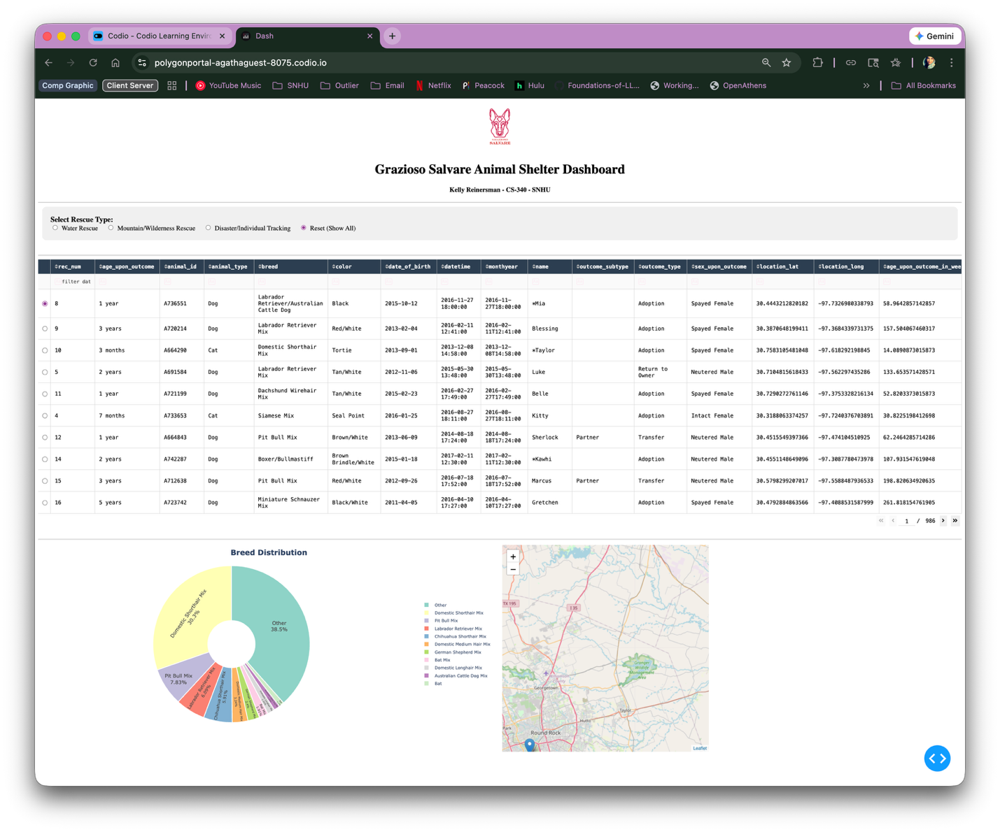 Codio - Codio Learning Enviro
Dash
Gemini
polygonportal-agathaguest-8075.codio.io
Comp Graphic
Client Server
YouTube Music
SNHU
Outlier
Email
Netflix
Peacock
Hulu
Foundations-of-LL...
Working...
OpenAthens
All Bookmarks
SALVARE
Grazioso Salvare Animal Shelter Dashboard
Kelly Reinersman - CS-340 - SNHU
Select Rescue Type:
Water Rescue Mountain/Wilderness Rescue Disaster/Individual Tracking Reset (Show All)
rec_num age_upon_outcome animal_id animal_type breed color date_of_birth datetime monthyear name outcome_subtype outcome_type sex_upon_outcome location_lat location_long age_upon_outcome_in_wee
filter dat
8 1 year A736551 Dog Labrador Retriever/Australian Cattle Dog Black 2015-10-12 2016-11-27 18:00:00 2016-11-27T18:00:00 *Mia Adoption Spayed Female 30.4443212820182 -97.7326980338793 58.9642857142857
9 3 years A720214 Dog Labrador Retriever Mix Red/White 2013-02-04 2016-02-11 12:41:00 2016-02-11T12:41:00 Blessing Adoption Spayed Female 30.3870648199411 -97.3684339731375 157.504067460317
10 3 months A664290 Cat Domestic Shorthair Mix Tortie 2013-09-01 2013-12-08 14:58:00 2013-12-08T14:58:00 *Taylor Adoption Spayed Female 30.7583105481048 -97.618292198845 14.0890873015873
5 2 years A691584 Dog Labrador Retriever Mix Tan/White 2012-11-06 2015-05-30 13:48:00 2015-05-30T13:48:00 Luke Return to Owner Neutered Male 30.7104815618433 -97.562297435286 133.653571428571
11 1 year A721199 Dog Dachshund Wirehair Mix Tan/White 2015-02-23 2016-02-27 17:49:00 2016-02-27T17:49:00 Belle Adoption Spayed Female 30.7290272761146 -97.3753328216134 52.8203373015873
4 7 months A733653 Cat Siamese Mix Seal Point 2016-01-25 2016-08-27 18:11:00 2016-08-27T18:11:00 Kitty Adoption Intact Female 30.3188063374257 -97.7240376703891 30.8225198412698
12 1 year A664843 Dog Pit Bull Mix Brown/White 2013-06-09 2014-08-18 17:24:00 2014-08-18T17:24:00 Sherlock Partner Transfer Neutered Male 30.4515549397366 -97.474104510925 62.2464285714286
14 2 years A742287 Dog Boxer/Bullmastiff Brown Brindle/White 2015-01-18 2017-02-11 12:30:00 2017-02-11T12:30:00 *Kawhi Adoption Neutered Male 30.4551148649096 -97.3087780473978 107.931547619048
15 3 years A712638 Dog Pit Bull Mix Red/White 2012-09-26 2016-07-18 17:52:00 2016-07-18T17:52:00 Marcus Partner Transfer Neutered Male 30.5798299207017 -97.5588487936533 198.820634920635
16 5 years A723742 Dog Miniature Schnauzer Mix Black/White 2011-04-05 2016-04-10 17:27:00 2016-04-10T17:27:00 Gretchen Adoption Spayed Female 30.4792884863566 -97.4088531587999 261.818154761905
1 / 986
Breed Distribution
Domestic Shorthair Mix
30.3%
Other
38.5%
Pit Bull Mix
7.83%
Labrador Retriever Mix
6.09%
Chihuahua Shorthair Mix
5.91%
Other
Domestic Shorthair Mix
Pit Bull Mix
Labrador Retriever Mix
Chihuahua Shorthair Mix
Domestic Medium Hair Mix
German Shepherd Mix
Bat Mix
Domestic Longhair Mix
Australian Cattle Dog Mix
Bat
+
−
TX 195
I 35
Granger Wildlife Management Area
Georgetown
Taylor
Hutto
Park
Round Rock
Leaflet